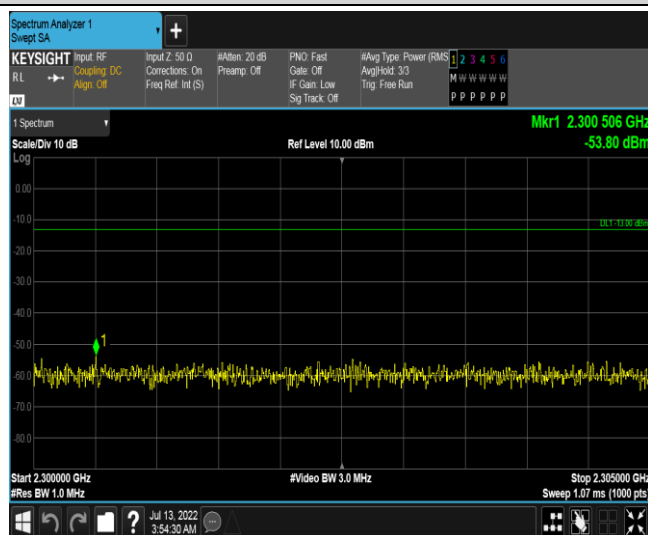 Spectrum Analyzer 1
Swept SA
+
KEYSIGHT
RL
LXI
Input: RF
Coupling: DC
Align: Off
Input Z: 50 Ω
Corrections: On
Freq Ref: Int (S)
#Atten: 20 dB
Preamp: Off
PNO: Fast
Gate: Off
IF Gain: Low
Sig Track: Off
#Avg Type: Power (RMS
Avg|Hold: 3/3
Trig: Free Run
1 2 3 4 5 6
M W W W W W
P P P P P P
1 Spectrum
Mkr1 2.300 506 GHz
Scale/Div 10 dB
Ref Level 10.00 dBm
-53.80 dBm
Log
0.00
-10.0
DL1 -13.00 dBm
-20.0
-30.0
-40.0
1
-50.0
-60.0
-70.0
-80.0
Start 2.300000 GHz
#Video BW 3.0 MHz
Stop 2.305000 GHz
#Res BW 1.0 MHz
Sweep 1.07 ms (1000 pts)
?
Jul 13, 2022
3:54:30 AM